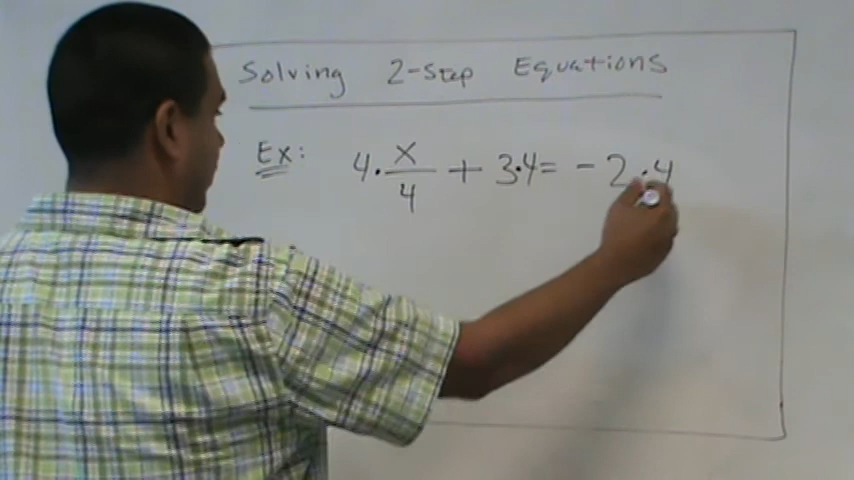 Solving 2-Step Equations
Ex: 4 · x/4 + 3·4 = -2·4